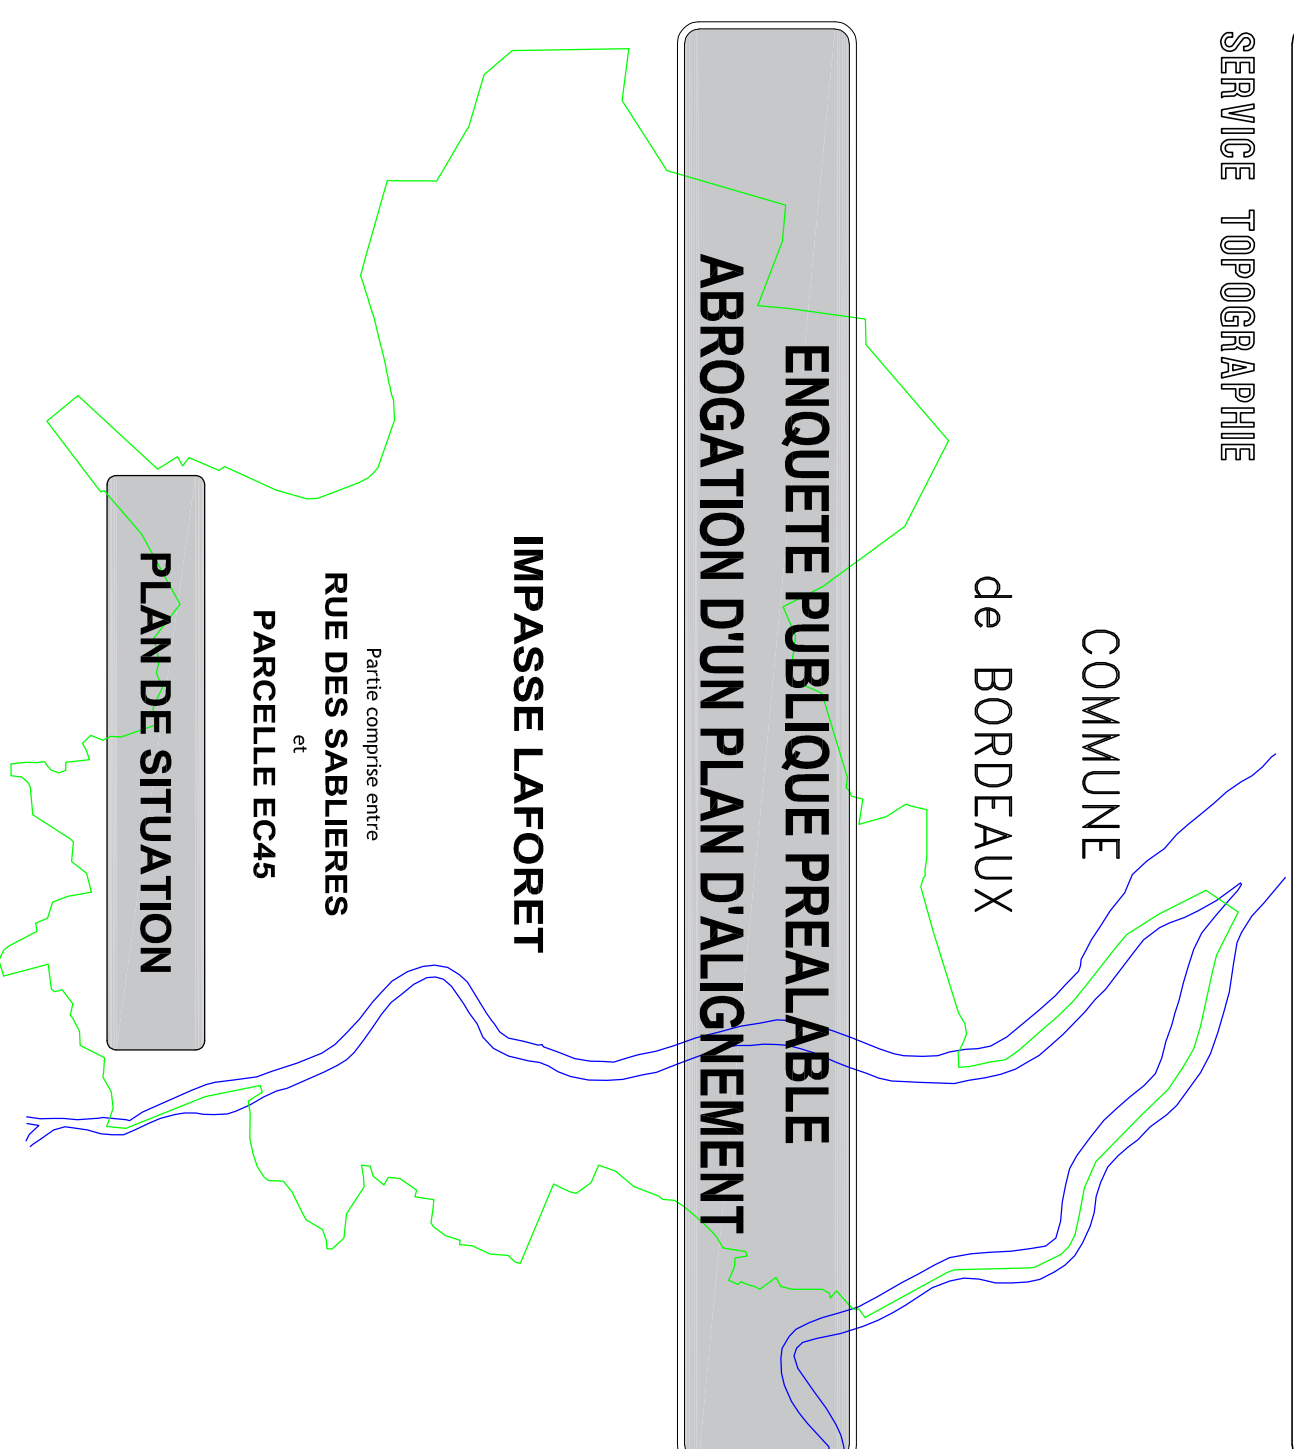 SERVICE TOPOGRAPHIE
COMMUNE
de BORDEAUX
ENQUETE PUBLIQUE PREALABLE
ABROGATION D'UN PLAN D'ALIGNEMENT
IMPASSE LAFORET
Partie comprise entre
RUE DES SABLIERES
et
PARCELLE EC45
PLAN DE SITUATION